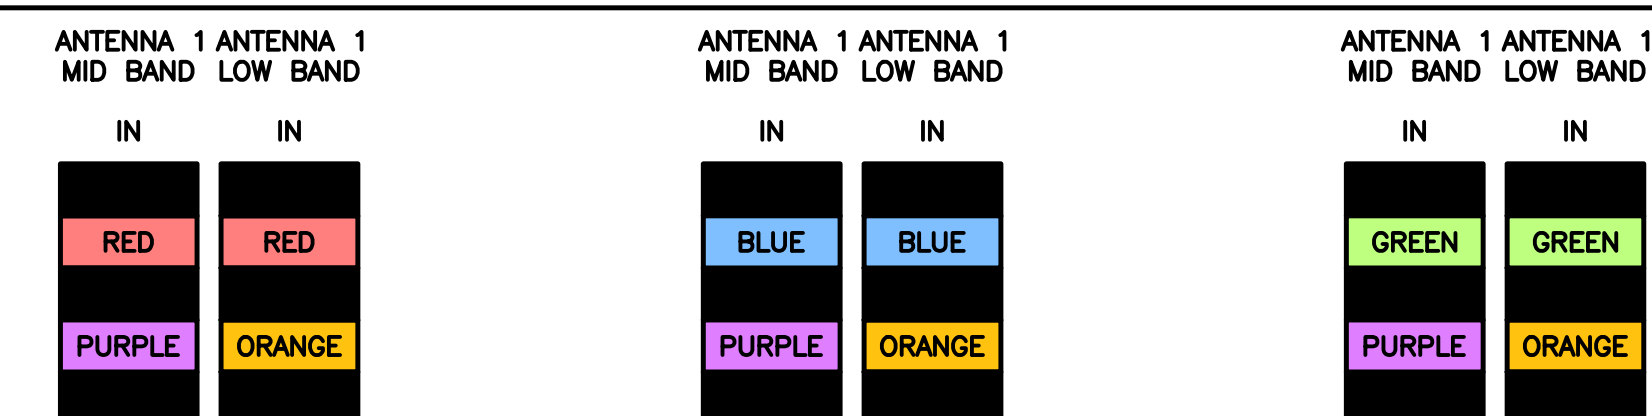 ANTENNA 1 ANTENNA 1 ANTENNA 1 ANTENNA 1 ANTENNA 1 ANTENNA 1
MID BAND LOW BAND MID BAND LOW BAND MID BAND LOW BAND
IN IN IN IN IN IN
RED RED BLUE BLUE GREEN GREEN
PURPLE ORANGE PURPLE ORANGE PURPLE ORANGE